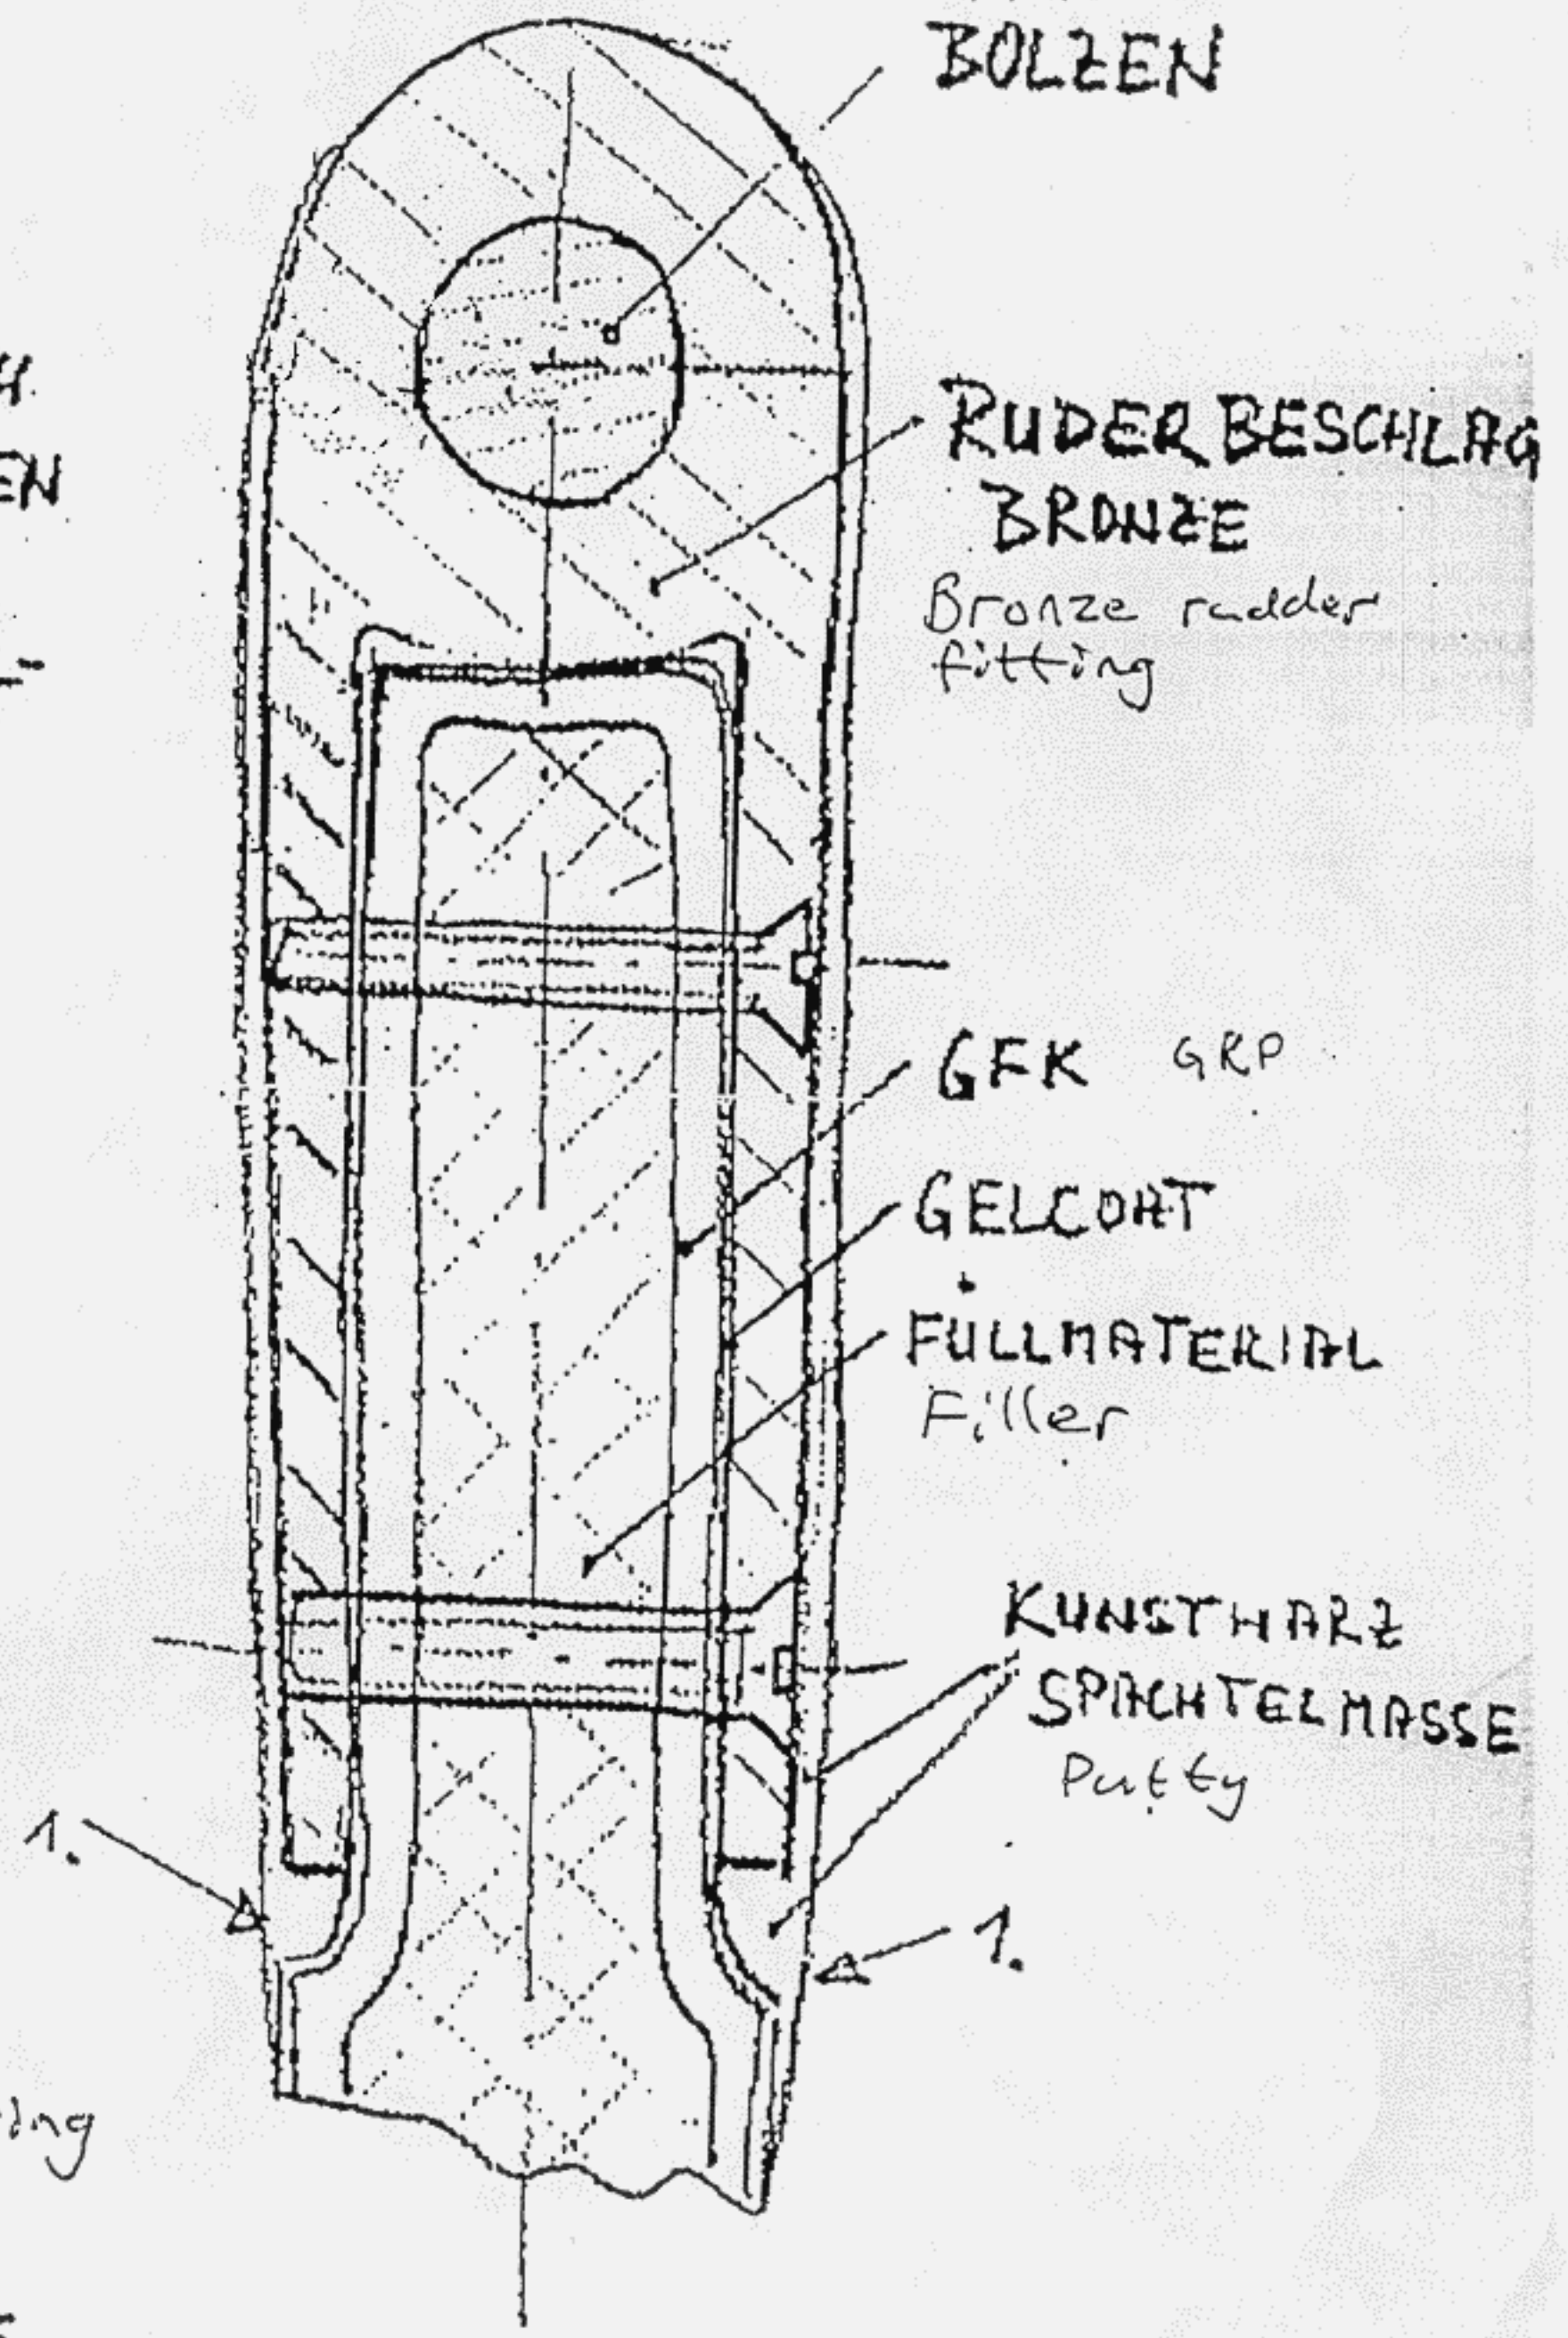 BOLZEN
RUDER BESCHLAG
BRONZE
Bronze rudder
fitting
GFK GRP
GELCOAT
FÜLLMATERIAL
Filler
KUNSTHARZ
SPACHTELMASSE
Putty
1.
1.